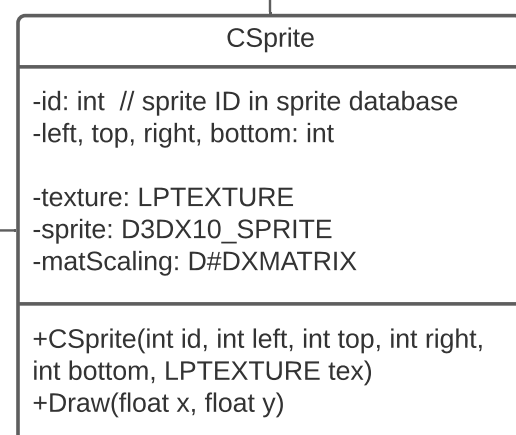 CSprite
-id: int  // sprite ID in sprite database
-left, top, right, bottom: int
-texture: LPTEXTURE
-sprite: D3DX10_SPRITE
-matScaling: D#DXMATRIX
+CSprite(int id, int left, int top, int right,
int bottom, LPTEXTURE tex)
+Draw(float x, float y)